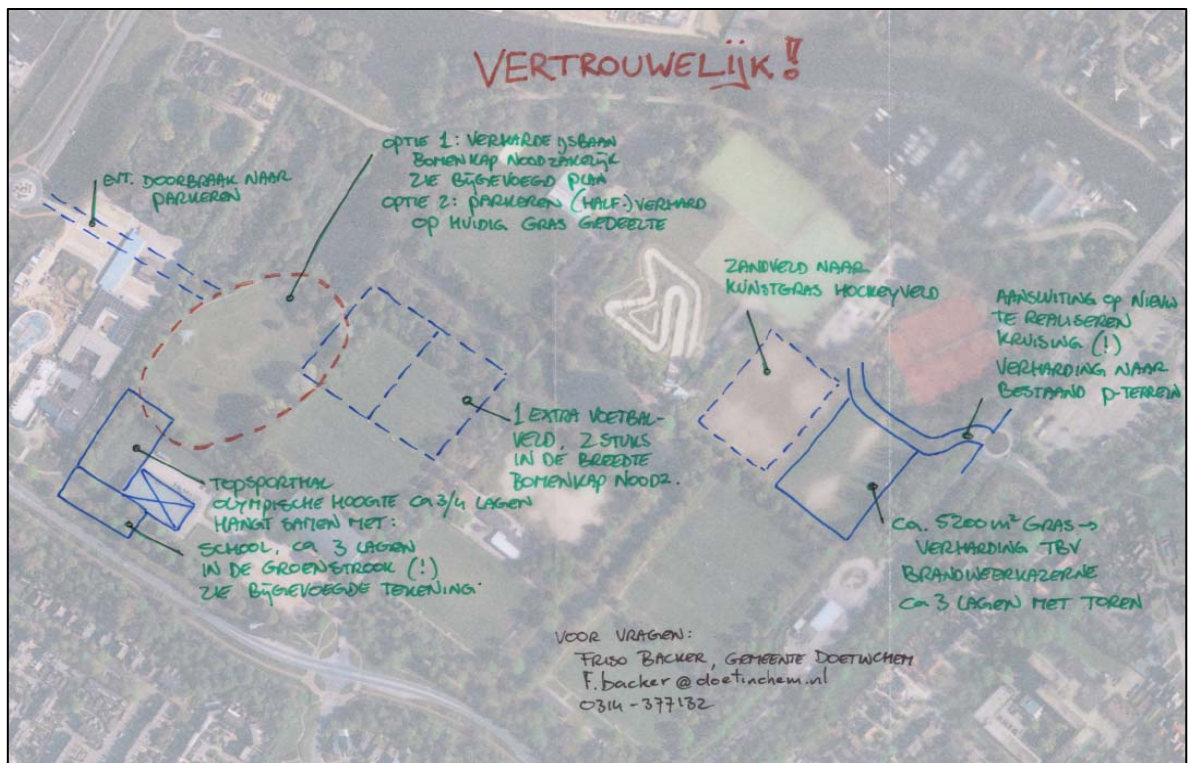 VERTROUWELIJK!
OPTIE 1: VERHARDE IJSBAAN
BOMENKAP NOODZAKELIJK
ZIE BIJGEVOEGD PLAN
OPTIE 2: PARKEREN (HALF.) VERHARD
OP HUIDIG GRAS GEDEELTE
EVT. DOORBRAAK NAAR
PARKEREN
ZANDVELD NAAR
KUNSTGRAS HOCKEYVELD
AANSLUITING OP NIEUW
TE REALISEREN
KRUISING (!)
VERHARDING NAAR
BESTAAND P-TERREIN
1 EXTRA VOETBAL-
VELD, 2 STUKS
IN DE BREEDTE
BOMENKAP NOODZ.
TOPSPORTHAL
OLYMPISCHE HOOGTE CA 3/4 LAGEN
HANGT SAMEN MET:
SCHOOL, CA 3 LAGEN
IN DE GROENSTROOK (!)
ZIE BIJGEVOEGDE TEKENING
CA. 5200 m² GRAS →
VERHARDING TBV
BRANDWEERKAZERNE
CA 3 LAGEN MET TOREN
VOOR VRAGEN:
FRISO BACKER, GEMEENTE DOETINCHEM
f.backer@doetinchem.nl
0314-377132